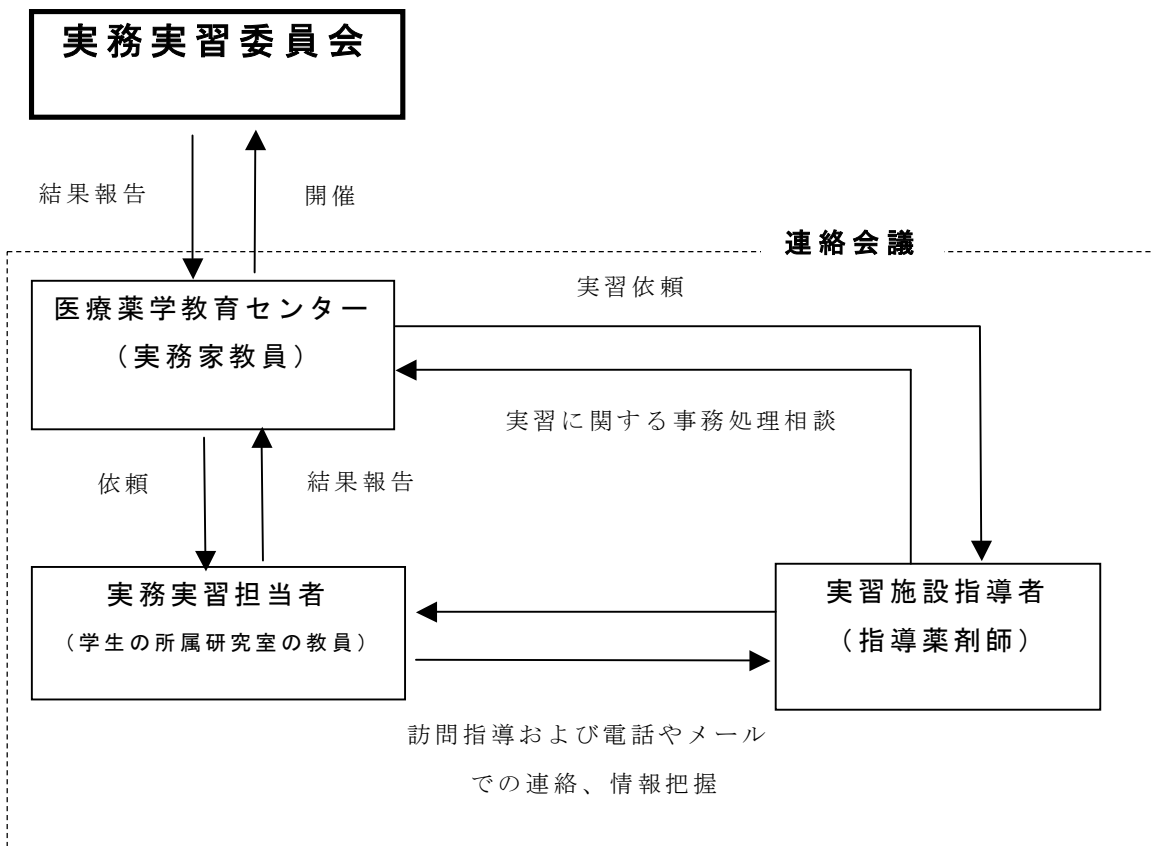 実務実習委員会
結果報告
開催
連絡会議
医療薬学教育センター
（実務家教員）
実習依頼
実習に関する事務処理相談
依頼
結果報告
実務実習担当者
（学生の所属研究室の教員）
実習施設指導者
（指導薬剤師）
訪問指導および電話やメール
での連絡、情報把握